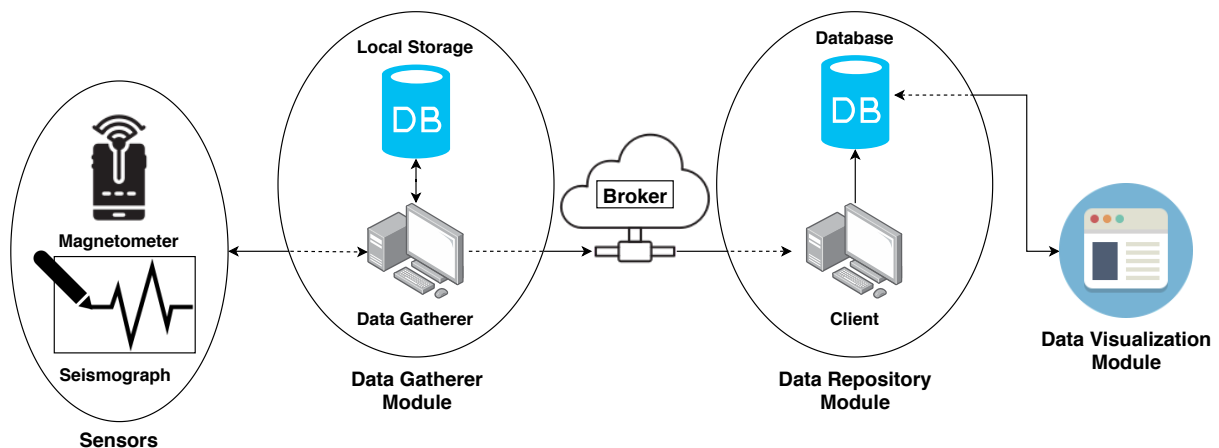 Magnetometer
Seismograph
Sensors
Local Storage
DB
Data Gatherer
Data Gatherer
Module
Broker
Database
DB
Client
Data Repository
Module
Data Visualization
Module